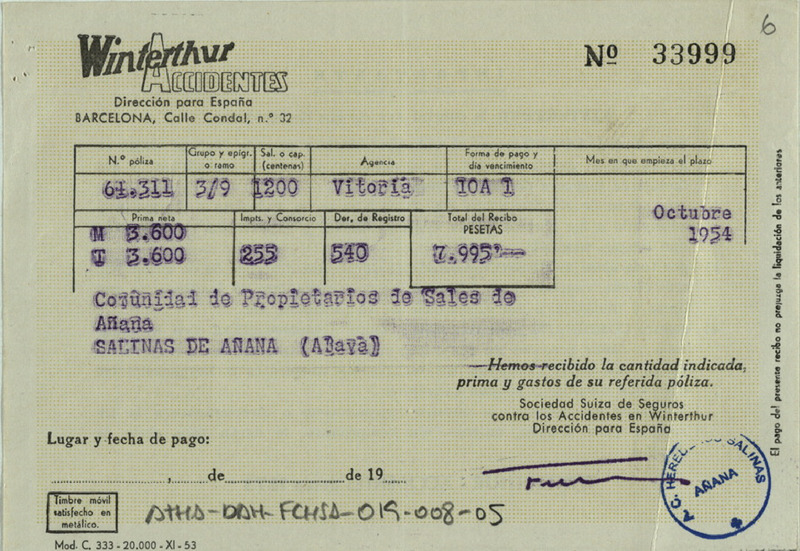 6
Winterthur
ACCIDENTES
Dirección para España
BARCELONA, Calle Condal, n.º 32
Nº 33999
N.º póliza
Grupo y epígr. o ramo
Sal. o cap. (centenas)
Agencia
Forma de pago y día vencimiento
Mes en que empieza el plazo
61.311 3/9 1200 Vitoria IOA 1
Octubre
1954
Prima neta
Impts. y Consorcio
Der. de Registro
Total del Recibo
PESETAS
M 3.600
T 3.600 255 540 7.995'—
Comunidad de Propietarios de Sales de
Añana
SALINAS DE AÑANA (Alava)
Hemos recibido la cantidad indicada,
prima y gastos de su referida póliza.
Sociedad Suiza de Seguros
contra los Accidentes en Winterthur
Dirección para España
Lugar y fecha de pago:
, de de 19
SALINAS
AÑANA
Timbre móvil
satisfecho en
metálico.
ATHA-DAH-FCHSA-019-008-05
Mod. C. 333 - 20.000 - XI - 53
El pago del presente recibo no prejuzga la liquidación de los anteriores